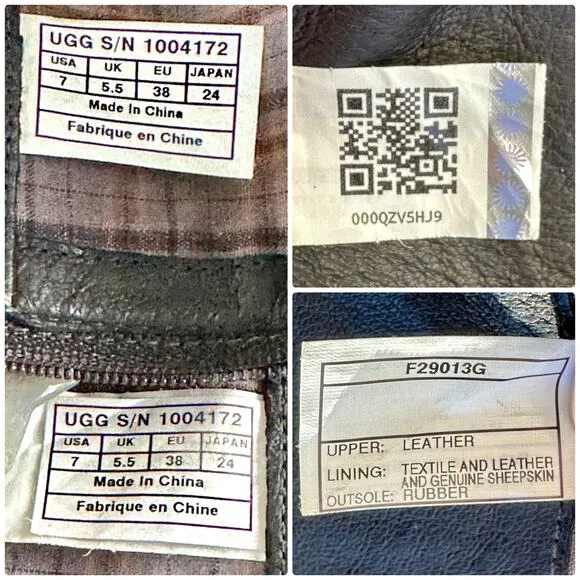 UGG S/N 1004172
USA UK EU JAPAN
7 5.5 38 24
Made In China
Fabrique en Chine
000QZV5HJ9
UGG S/N 1004172
USA UK EU JAPAN
7 5.5 38 24
Made In China
Fabrique en Chine
F29013G
UPPER: LEATHER
LINING: TEXTILE AND LEATHER
AND GENUINE SHEEPSKIN
OUTSOLE: RUBBER